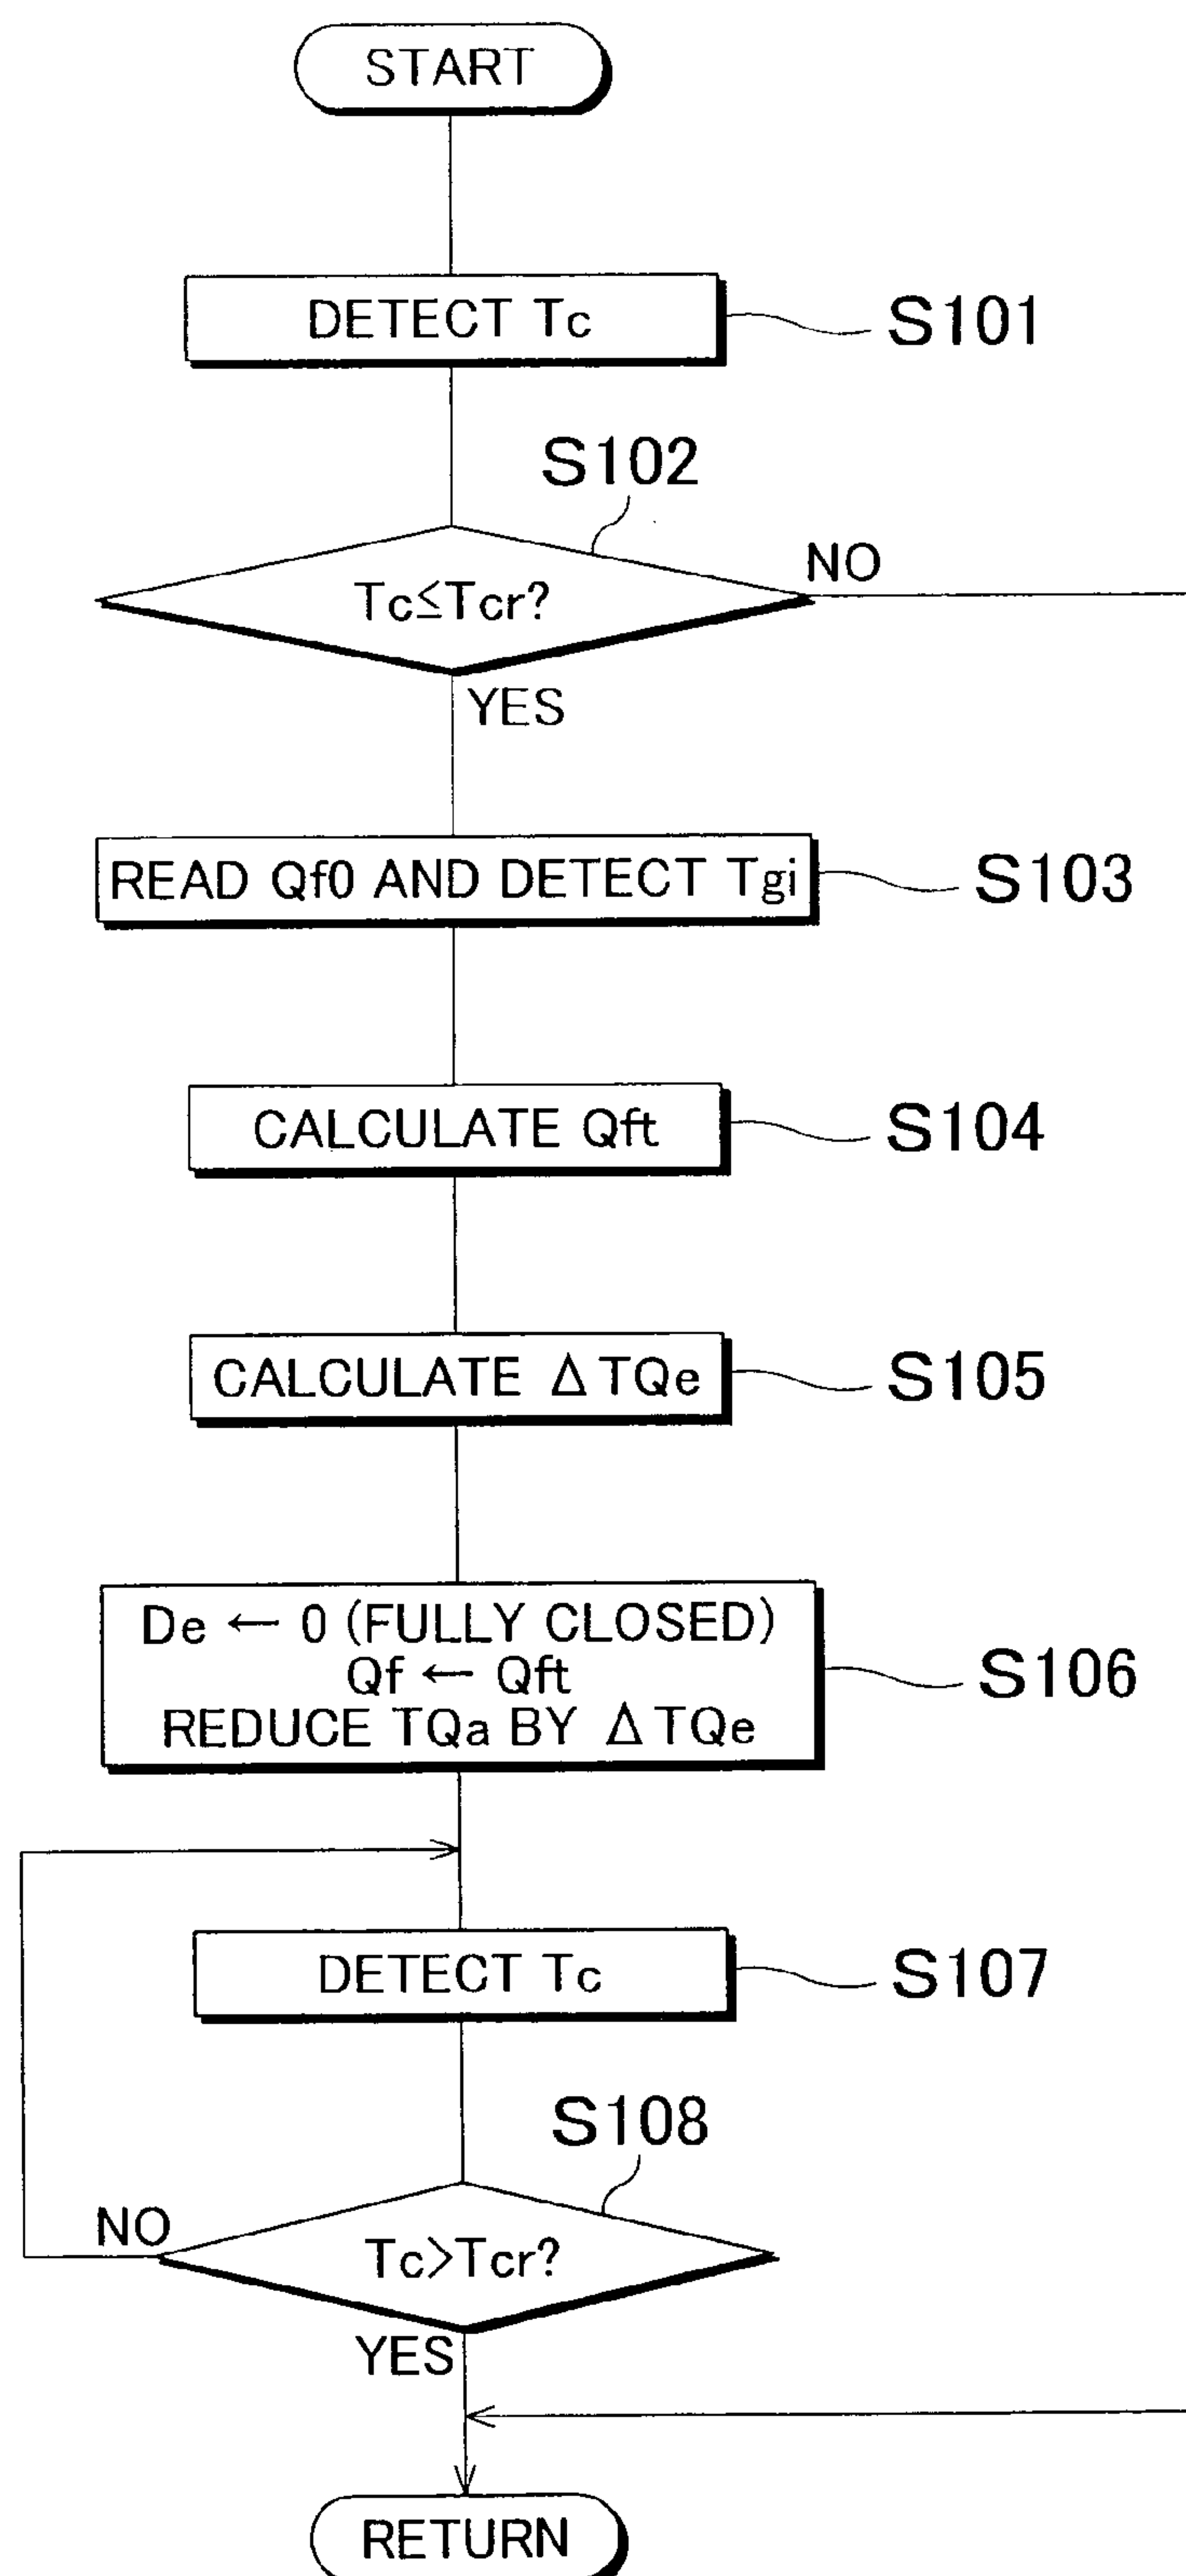 START
DETECT Tc
S101
S102
Tc≤Tcr?
NO
YES
READ Qf0 AND DETECT Tgi
S103
CALCULATE Qft
S104
CALCULATE Δ TQe
S105
De ← 0 (FULLY CLOSED)
Qf ← Qft
REDUCE TQa BY Δ TQe
S106
DETECT Tc
S107
S108
NO
Tc>Tcr?
YES
RETURN